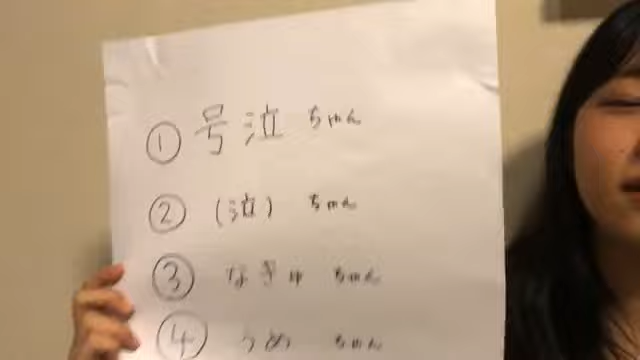 ① 号泣 ちゃん
② (泣) ちゃん
③ なきゅ ちゃん
④ うめ ちゃん